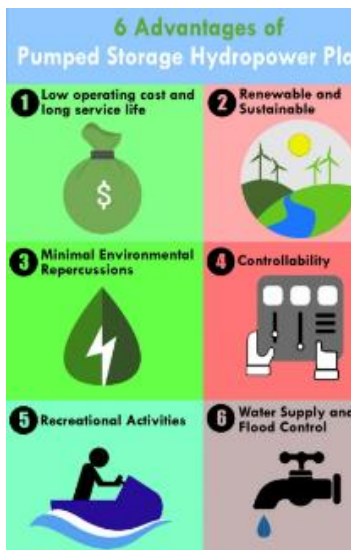 6 Advantages of
Pumped Storage Hydropower
1 Low operating cost and
long service life
2 Renewable and
Sustainable
3 Minimal Environmental
Repercussions
4 Controllability
5 Recreational Activities
6 Water Supply and
Flood Control
$